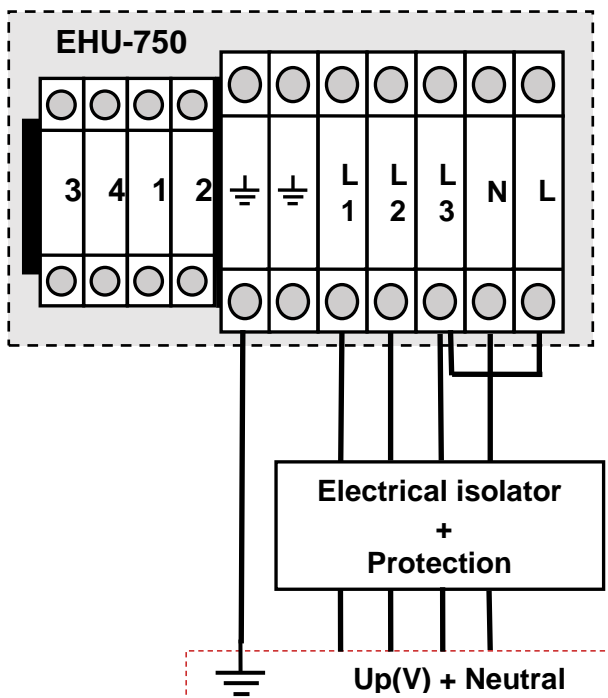 EHU-750
3 4 1 2 L L L N L
1 2 3
Electrical isolator
+
Protection
Up(V) + Neutral